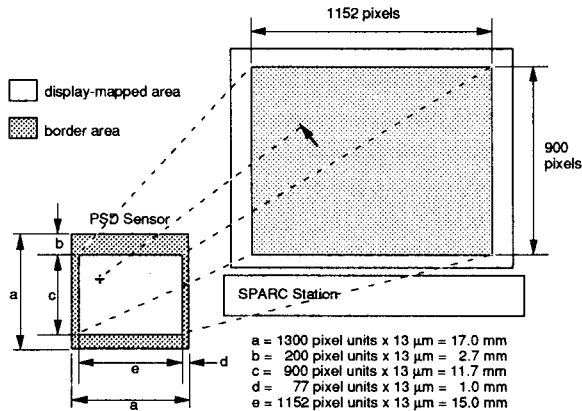 1152 pixels
display-mapped area
border area
900
pixels
PSD Sensor
b
a
c
d
e
a
SPARC Station
a = 1300 pixel units x 13 µm = 17.0 mm
b = 200 pixel units x 13 µm = 2.7 mm
c = 900 pixel units x 13 µm = 11.7 mm
d = 77 pixel units x 13 µm = 1.0 mm
e = 1152 pixel units x 13 µm = 15.0 mm